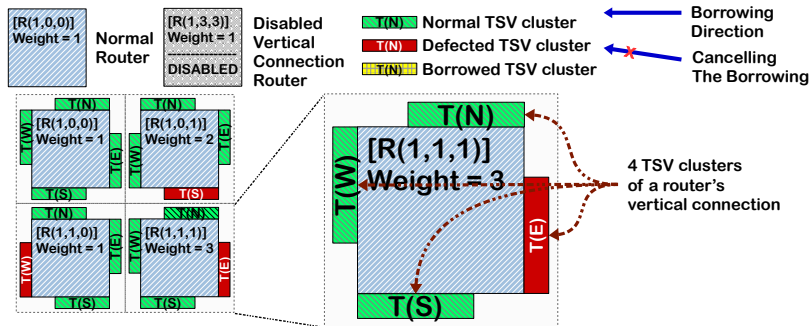 [R(1,0,0)]
Weight = 1
Normal
Router
[R(1,3,3)]
Weight = 1
DISABLED
Disabled
Vertical
Connection
Router
T(N) Normal TSV cluster
T(N) Defected TSV cluster
T(N) Borrowed TSV cluster
Borrowing
Direction
Cancelling
The Borrowing
T(N)
T(W)
[R(1,0,0)]
Weight = 1
T(E)
T(S)
T(N)
T(W)
[R(1,0,1)]
Weight = 2
T(E)
T(S)
T(N)
T(W)
[R(1,1,0)]
Weight = 1
T(E)
T(S)
T(N)
T(W)
[R(1,1,1)]
Weight = 3
T(E)
T(S)
T(N)
T(W)
[R(1,1,1)]
Weight = 3
T(E)
T(S)
4 TSV clusters
of a router's
vertical connection